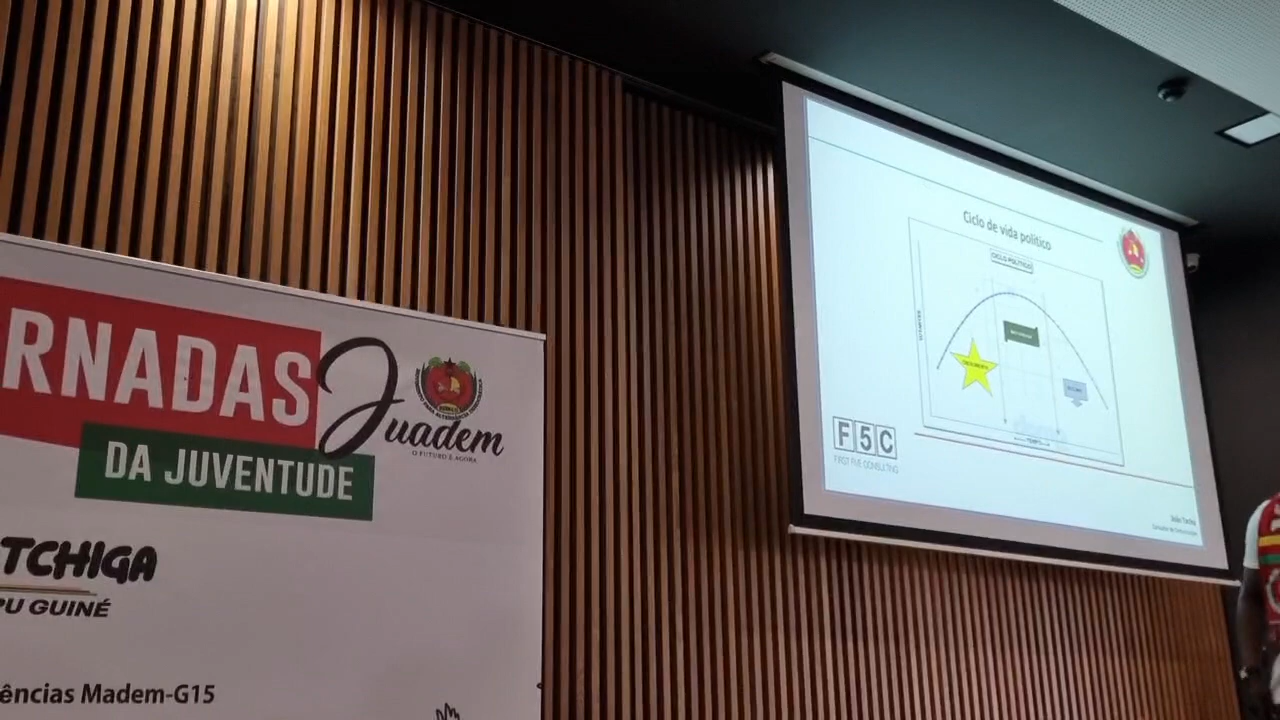 RNADAS
Juadem
O FUTURO É AGORA
DA JUVENTUDE
TCHIGA
PU GUINÉ
ências Madem-G15
Ciclo de vida político
CICLO POLÍTICO
TEMPO
F5C
FIRST FIVE CONSULTING